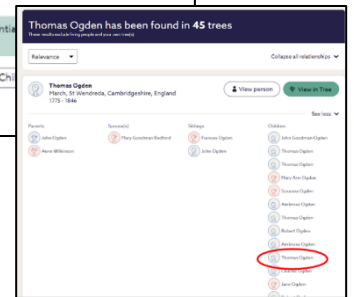 ntia
Chil
Thomas Ogden has been found in 45 trees
These results exclude living people and your own tree(s)
Relevance
Collapse all relationships
Thomas Ogden
March, St Wendreda, Cambridgeshire, England
1775 - 1846
View person
View in Tree
See less
Parents
John Ogden
Anne Wilkinson
Spouse(s)
Mary Goodman Bedford
Siblings
Frances Ogden
John Ogden
Children
John Goodman Ogden
Thomas Ogden
Thomas Ogden
Mary Ann Ogden
Susanna Ogden
Ambrose Ogden
Thomas Ogden
Robert Ogden
Ambrose Ogden
Thomas Ogden
Ogden
Jane Ogden